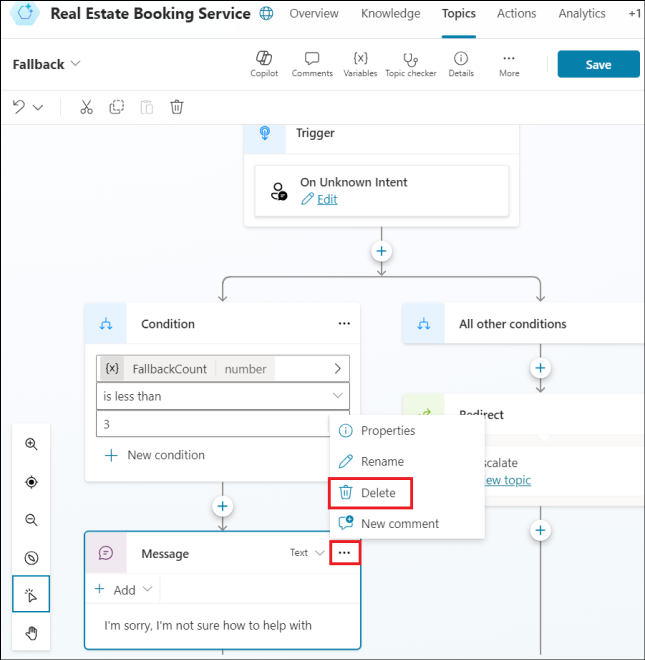 Real Estate Booking Service
Overview
Knowledge
Topics
Actions
Analytics
+1
Fallback
Copilot
Comments
{x}
Variables
Topic checker
Details
More
Save
Trigger
On Unknown Intent
Edit
Condition
All other conditions
{x} FallbackCount number
is less than
3
New condition
Redirect
Properties
Rename
Delete
New comment
scalate
iew topic
Message
Text
Add
I'm sorry, I'm not sure how to help with